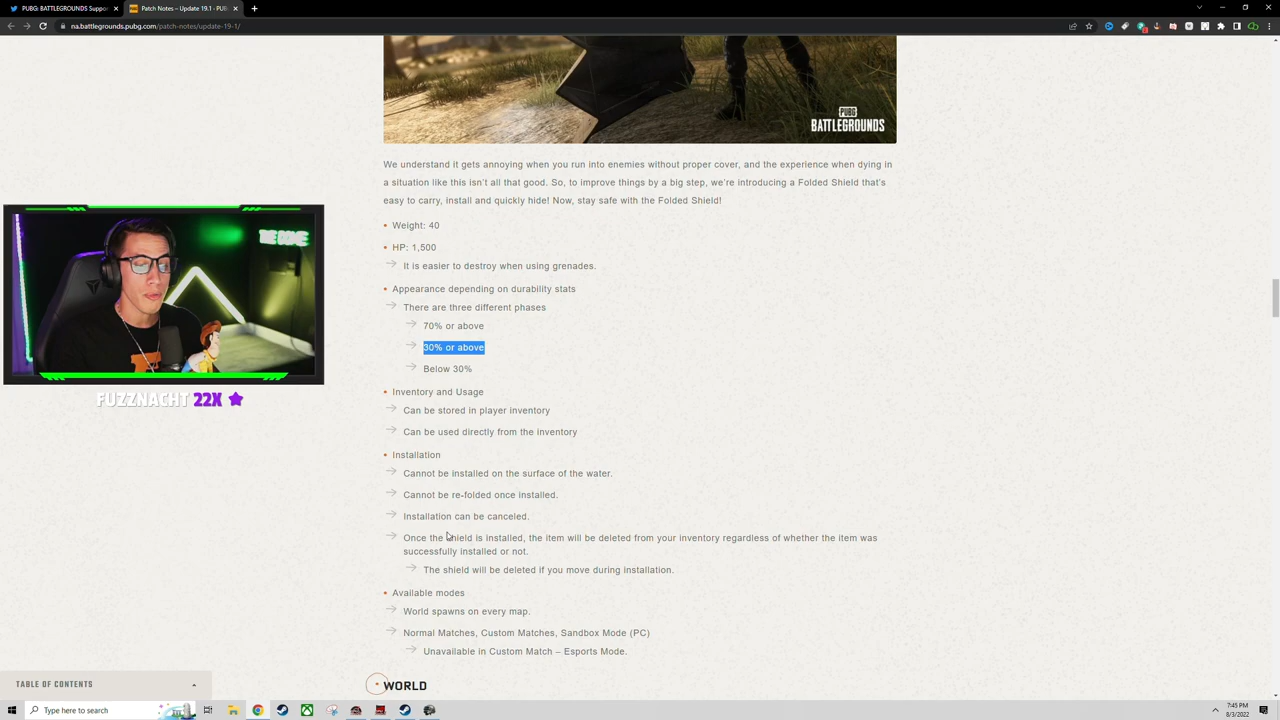 PUBG: BATTLEGROUNDS Suppor
Patch Notes – Update 19.1 - PUB
na.battlegrounds.pubg.com/patch-notes/update-19-1/
PUBG
BATTLEGROUNDS
We understand it gets annoying when you run into enemies without proper cover, and the experience when dying in
a situation like this isn't all that good. So, to improve things by a big step, we're introducing a Folded Shield that's
easy to carry, install and quickly hide! Now, stay safe with the Folded Shield!
Weight: 40
HP: 1,500
It is easier to destroy when using grenades.
Appearance depending on durability stats
There are three different phases
70% or above
30% or above
Below 30%
FUZZNACHT 22X
Inventory and Usage
Can be stored in player inventory
Can be used directly from the inventory
Installation
Cannot be installed on the surface of the water.
Cannot be re-folded once installed.
Installation can be canceled.
Once the shield is installed, the item will be deleted from your inventory regardless of whether the item was
successfully installed or not.
The shield will be deleted if you move during installation.
Available modes
World spawns on every map.
Normal Matches, Custom Matches, Sandbox Mode (PC)
Unavailable in Custom Match – Esports Mode.
TABLE OF CONTENTS
WORLD
Type here to search
7:45 PM
8/3/2022